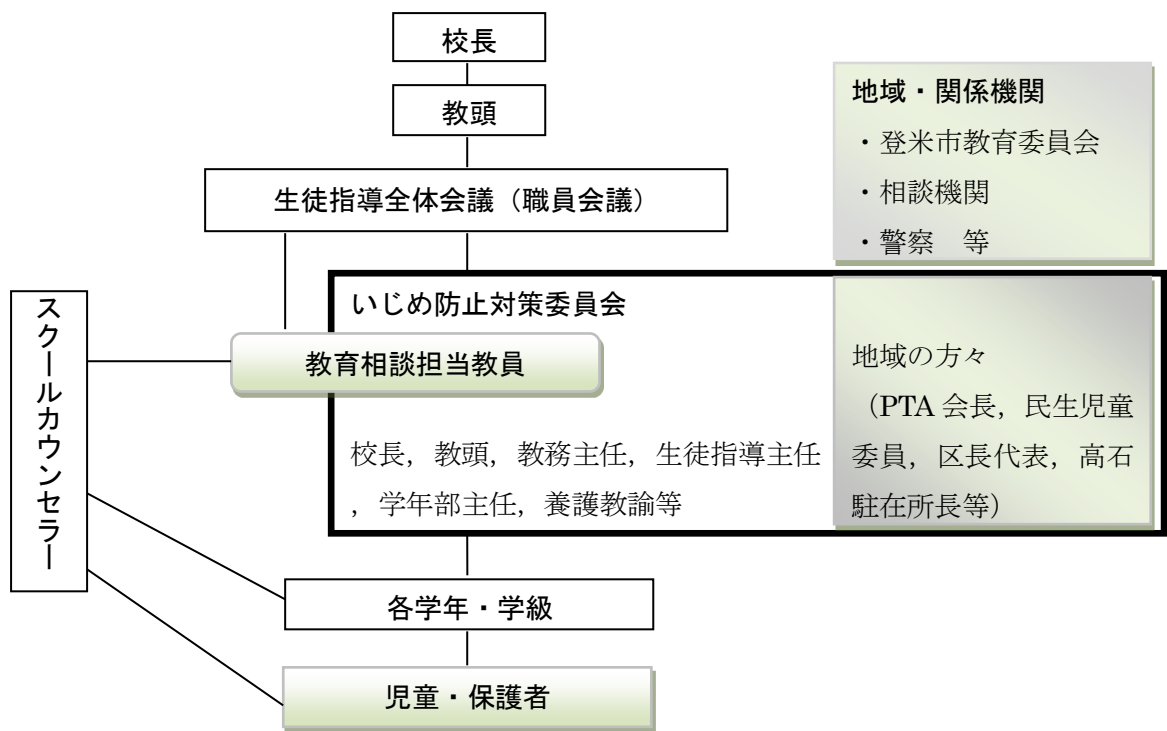 校長
教頭
生徒指導全体会議（職員会議）
地域・関係機関
・登米市教育委員会
・相談機関
・警察　等
スクールカウンセラー
いじめ防止対策委員会
教育相談担当教員
校長，教頭，教務主任，生徒指導主任
，学年部主任，養護教諭等
地域の方々
（PTA 会長，民生児童
委員，区長代表，高石
駐在所長等）
各学年・学級
児童・保護者